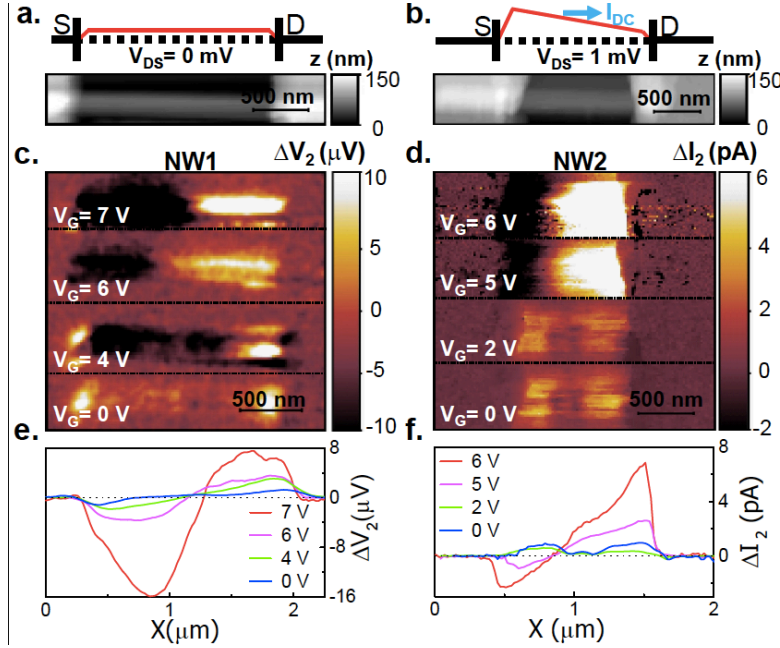 a.
S
D
V_DS = 0 mV
z (nm)
150
0
500 nm
b.
S
I_DC
D
V_DS = 1 mV
z (nm)
150
0
500 nm
c.
NW1
ΔV_2 (μV)
V_G= 7 V
V_G= 6 V
V_G= 4 V
V_G= 0 V
500 nm
10
5
0
-5
-10
d.
NW2
ΔI_2 (pA)
V_G= 6 V
V_G= 5 V
V_G= 2 V
V_G= 0 V
500 nm
6
4
2
0
-2
e.
7 V
6 V
4 V
0 V
8
0
-8
-16
ΔV_2 (μV)
0
1
2
X(μm)
f.
6 V
5 V
2 V
0 V
8
4
0
ΔI_2 (pA)
0
1
2
X (μm)